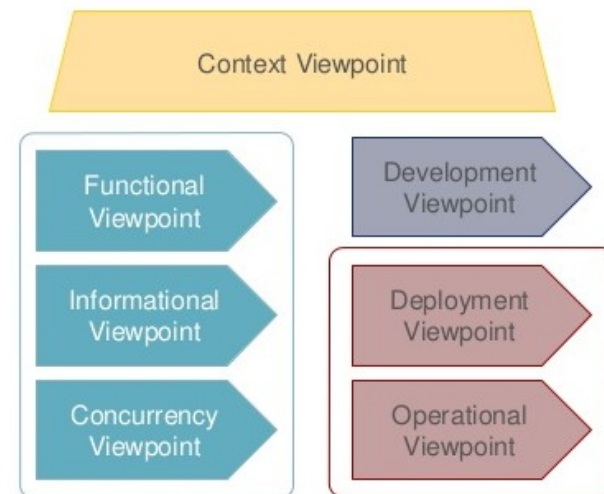 Context Viewpoint
Functional
Viewpoint
Informational
Viewpoint
Concurrency
Viewpoint
Development
Viewpoint
Deployment
Viewpoint
Operational
Viewpoint